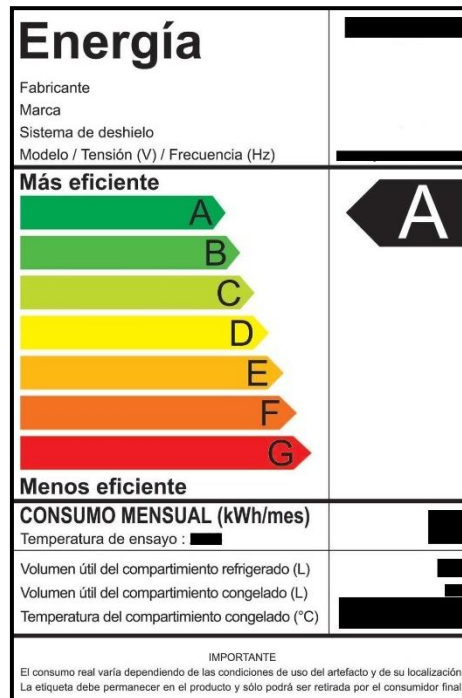 Energía
Fabricante
Marca
Sistema de deshielo
Modelo / Tensión (V) / Frecuencia (Hz)
Más eficiente
A
A
B
C
D
E
F
G
Menos eficiente
CONSUMO MENSUAL (kWh/mes)
Temperatura de ensayo :
Volumen útil del compartimiento refrigerado (L)
Volumen útil del compartimiento congelado (L)
Temperatura del compartimiento congelado (°C)
IMPORTANTE
El consumo real varía dependiendo de las condiciones de uso del artefacto y de su localización
La etiqueta debe permanecer en el producto y sólo podrá ser retirada por el consumidor final